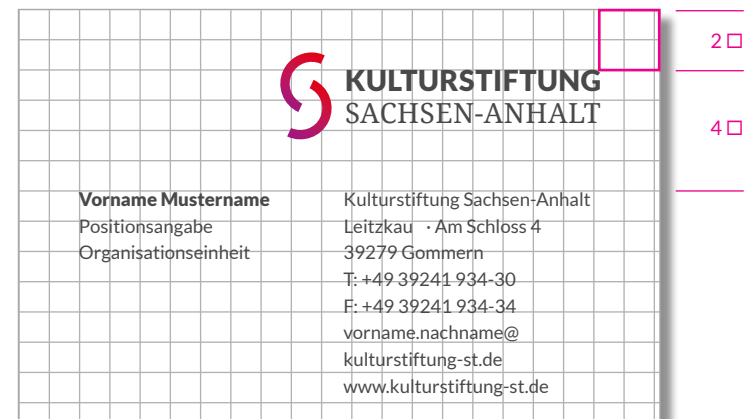 KULTURSTIFTUNG
SACHSEN-ANHALT
Vorname Mustername
Positionsangabe
Organisationseinheit
Kulturstiftung Sachsen-Anhalt
Leitzkau · Am Schloss 4
39279 Gommern
T: +49 39241 934-30
F: +49 39241 934-34
vorname.nachname@
kulturstiftung-st.de
www.kulturstiftung-st.de
2 □
4 □